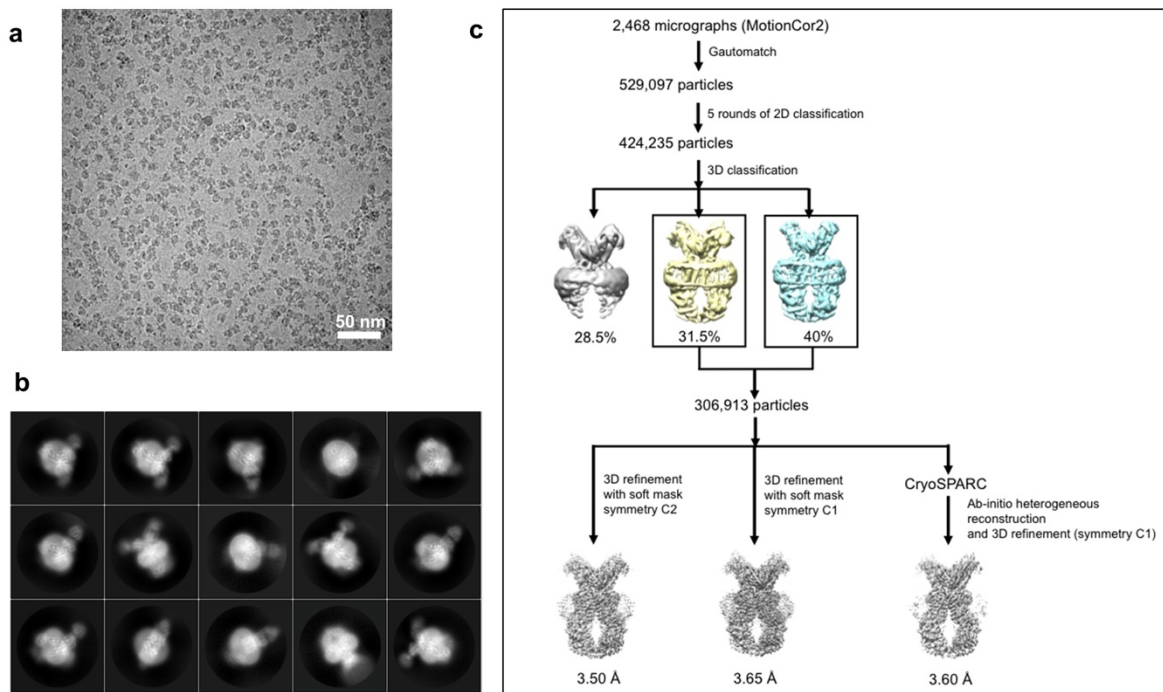 a
50 nm
b
c
2,468 micrographs (MotionCor2)
Gautomatch
529,097 particles
5 rounds of 2D classification
424,235 particles
3D classification
28.5%
31.5%
40%
306,913 particles
3D refinement
with soft mask
symmetry C2
3D refinement
with soft mask
symmetry C1
CryoSPARC
Ab-initio heterogeneous
reconstruction
and 3D refinement (symmetry C1)
3.50 Å
3.65 Å
3.60 Å